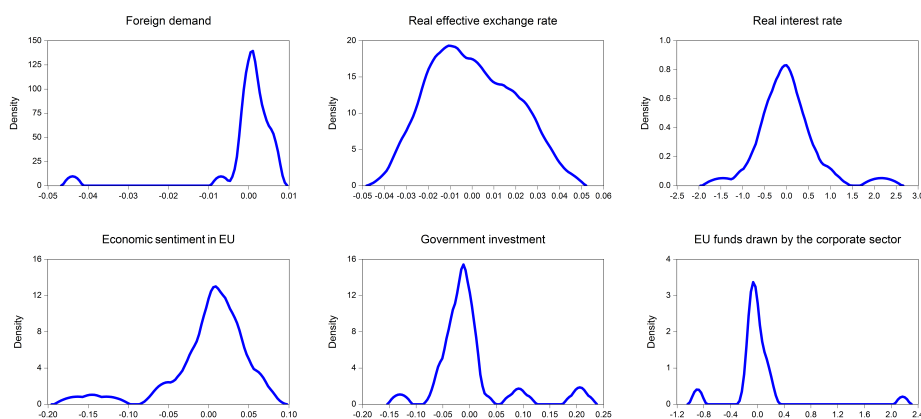 Foreign demand
Real effective exchange rate
Real interest rate
Density
150
125
100
75
50
25
0
-0.05 -0.04 -0.03 -0.02 -0.01 0.00 0.01
Density
20
15
10
5
0
-0.05 -0.04 -0.03 -0.02 -0.01 0.00 0.01 0.02 0.03 0.04 0.05 0.06
Density
1.0
0.8
0.6
0.4
0.2
0.0
-2.5 -2.0 -1.5 -1.0 -0.5 0.0 0.5 1.0 1.5 2.0 2.5 3.0
Economic sentiment in EU
Government investment
EU funds drawn by the corporate sector
Density
16
12
8
4
0
-0.20 -0.15 -0.10 -0.05 0.00 0.05 0.10
Density
16
12
8
4
0
-0.20 -0.15 -0.10 -0.05 0.00 0.05 0.10 0.15 0.20 0.25
Density
4
3
2
1
0
-1.2 -0.8 -0.4 0.0 0.4 0.8 1.2 1.6 2.0